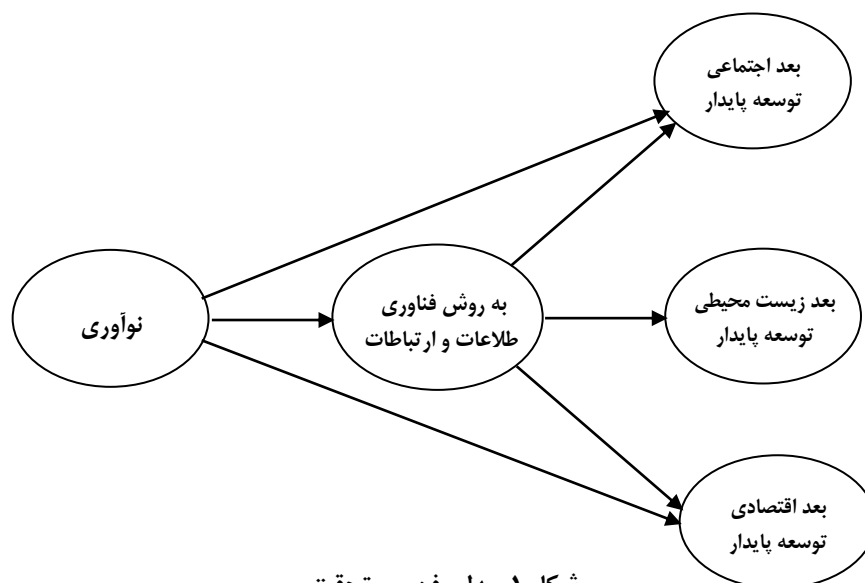 بعد اجتماعی
توسعه پایدار
نوآوری
به روش فناوری
طلاعات و ارتباطات
بعد زیست محیطی
توسعه پایدار
بعد اقتصادی
توسعه پایدار